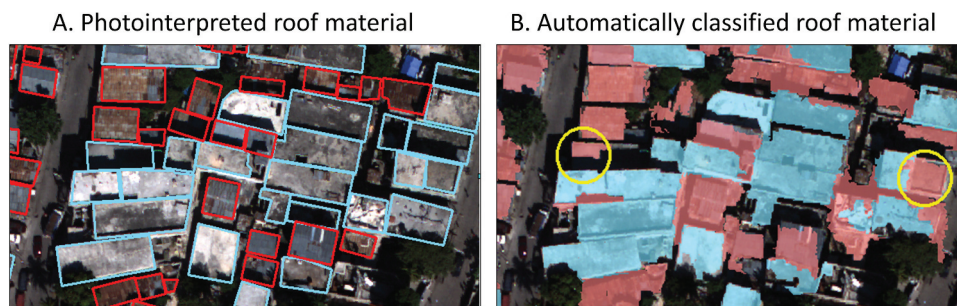 A. Photointerpreted roof material
B. Automatically classified roof material